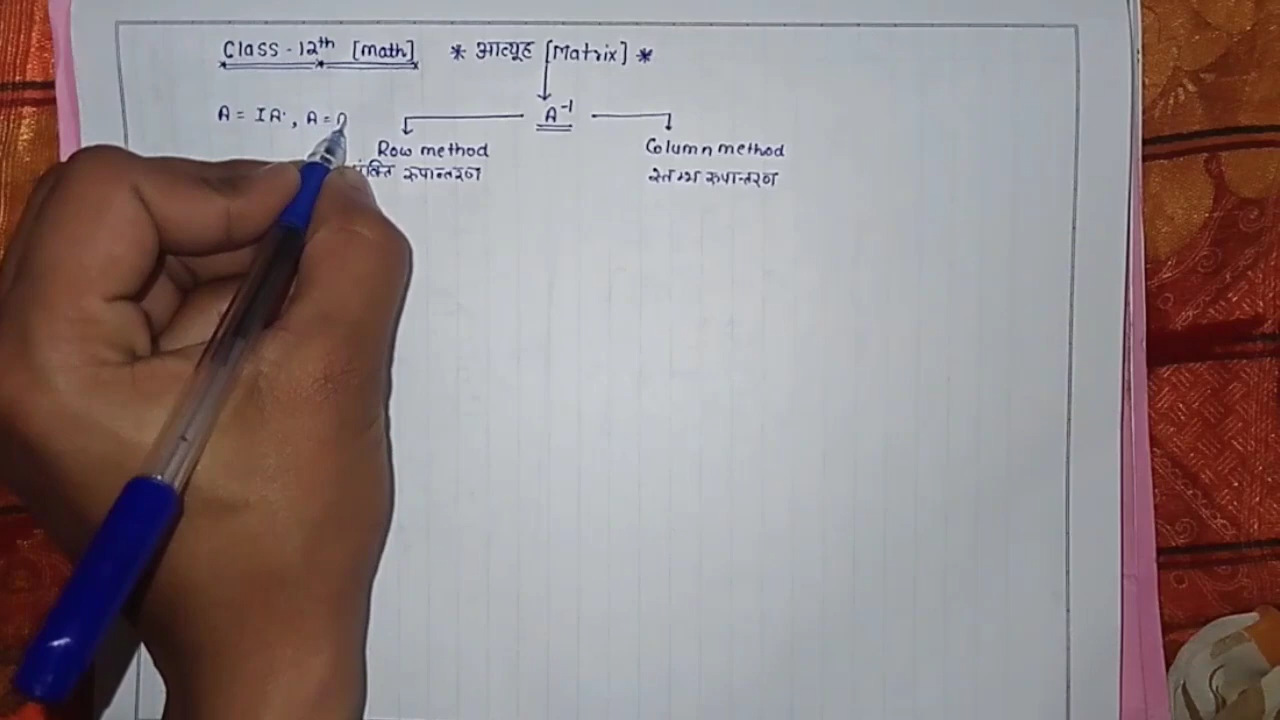 Class - 12th [math] * आव्यूह [Matrix] *
A = IA, A = A
A⁻¹
Row method
पंक्ति रूपान्तरण
Column method
स्तम्भ रूपान्तरण